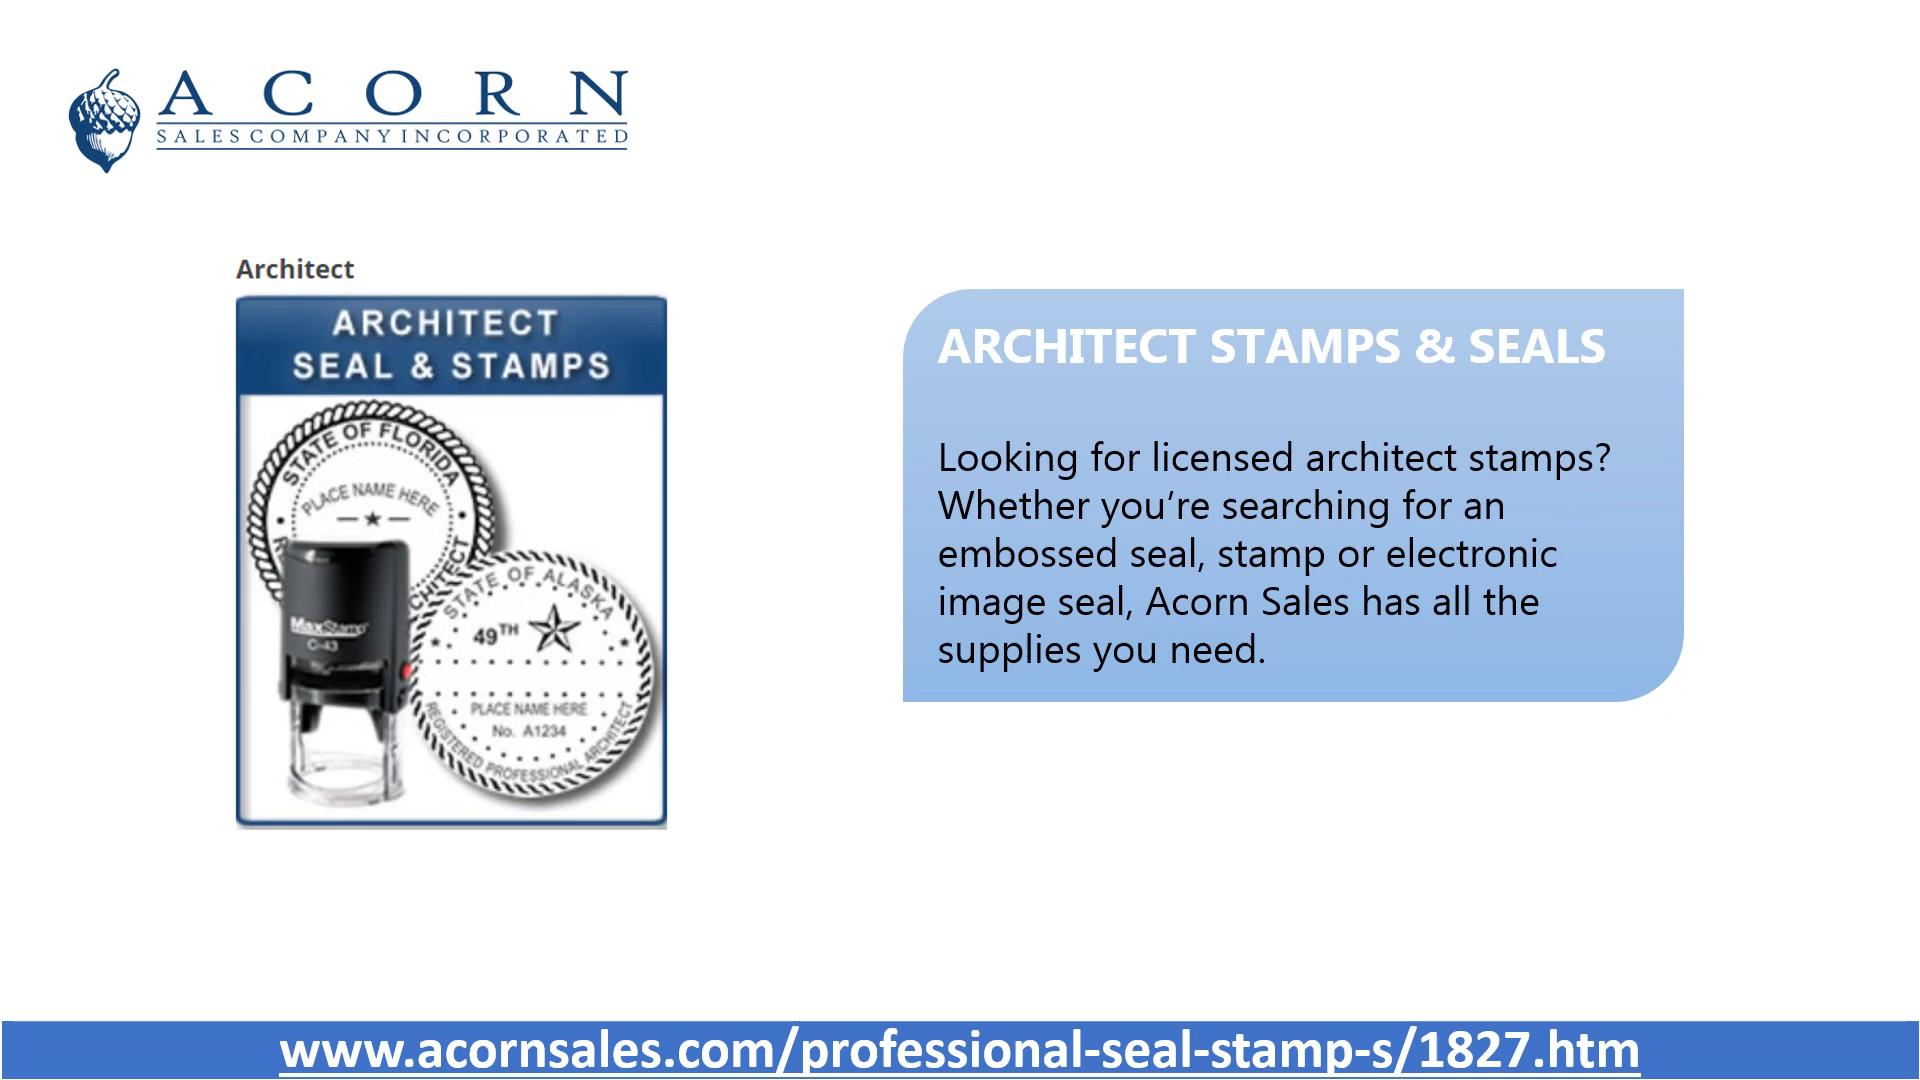 ACORN
SALES COMPANY INCORPORATED
Architect
ARCHITECT
SEAL & STAMPS
STATE OF FLORIDA
PLACE NAME HERE
CHITECT
MaxStamp
C-43
STATE OF ALASKA
49TH
PLACE NAME HERE
No. A1234
REGISTERED PROFESSIONAL ARCHITECT
ARCHITECT STAMPS & SEALS
Looking for licensed architect stamps?
Whether you’re searching for an
embossed seal, stamp or electronic
image seal, Acorn Sales has all the
supplies you need.
www.acornsales.com/professional-seal-stamp-s/1827.htm